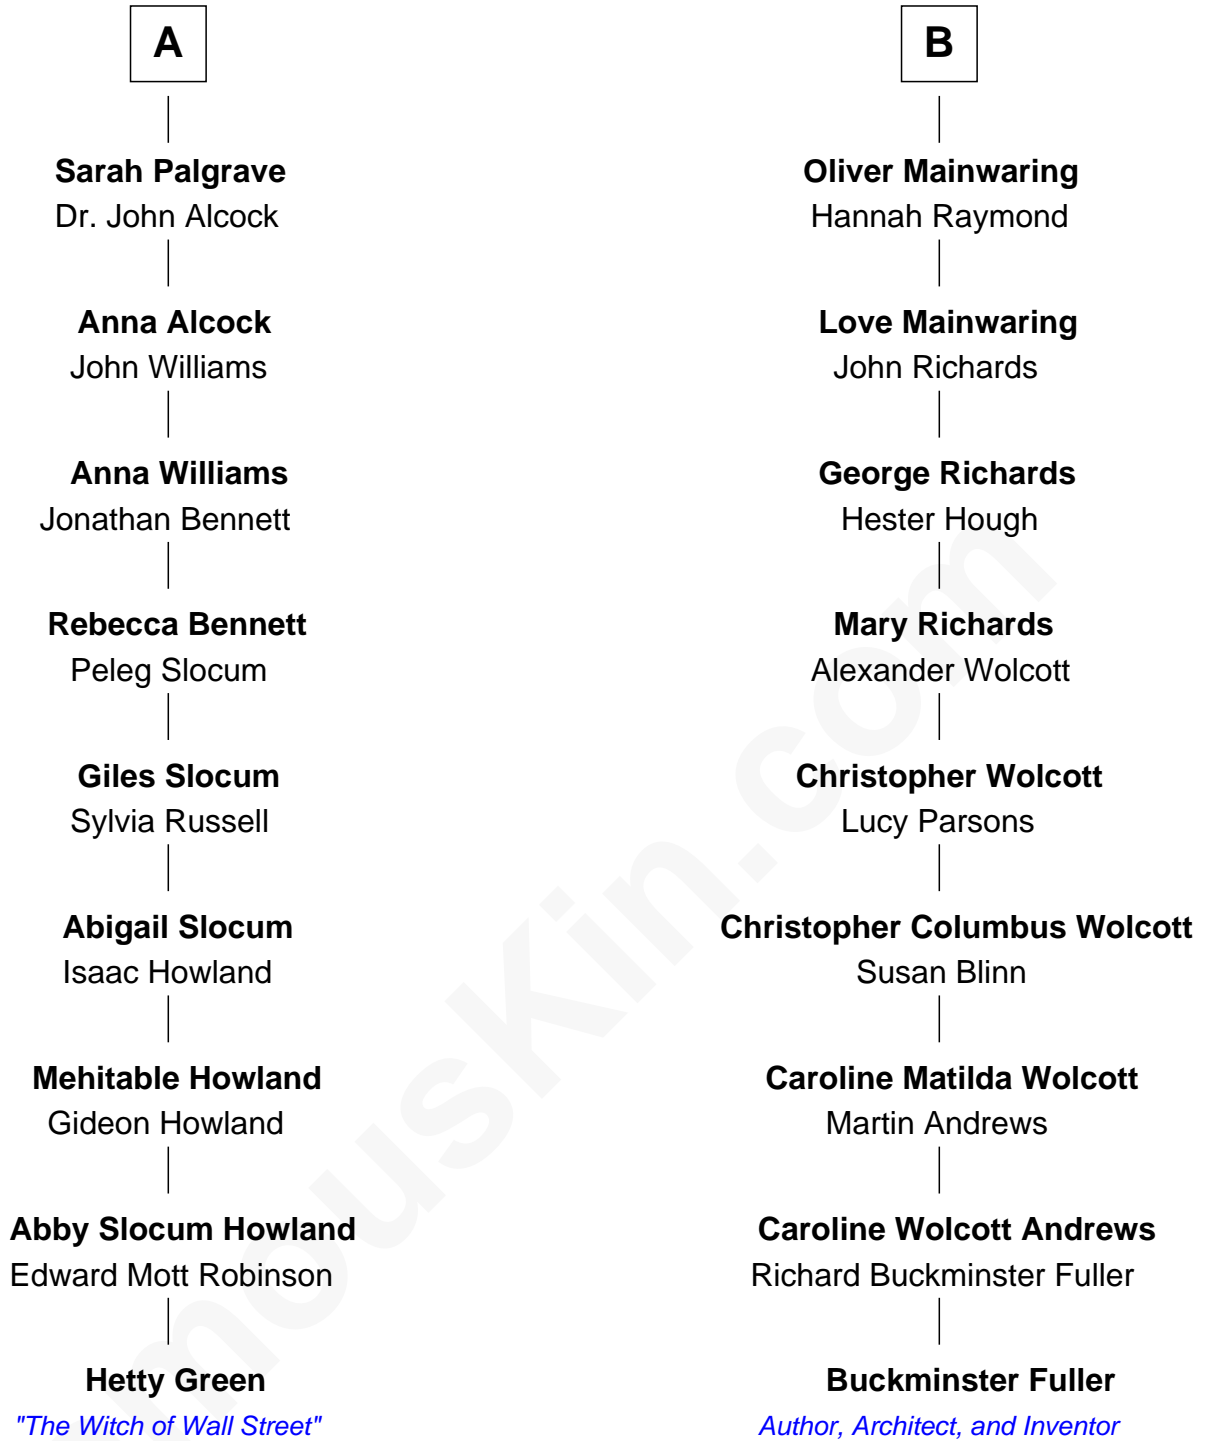 A
Sarah Palgrave
Dr. John Alcock
Anna Alcock
John Williams
Anna Williams
Jonathan Bennett
Rebecca Bennett
Peleg Slocum
Giles Slocum
Sylvia Russell
Abigail Slocum
Isaac Howland
Mehitable Howland
Gideon Howland
Abby Slocum Howland
Edward Mott Robinson
Hetty Green
"The Witch of Wall Street"
B
Oliver Mainwaring
Hannah Raymond
Love Mainwaring
John Richards
George Richards
Hester Hough
Mary Richards
Alexander Wolcott
Christopher Wolcott
Lucy Parsons
Christopher Columbus Wolcott
Susan Blinn
Caroline Matilda Wolcott
Martin Andrews
Caroline Wolcott Andrews
Richard Buckminster Fuller
Buckminster Fuller
Author, Architect, and Inventor
mousKin.com